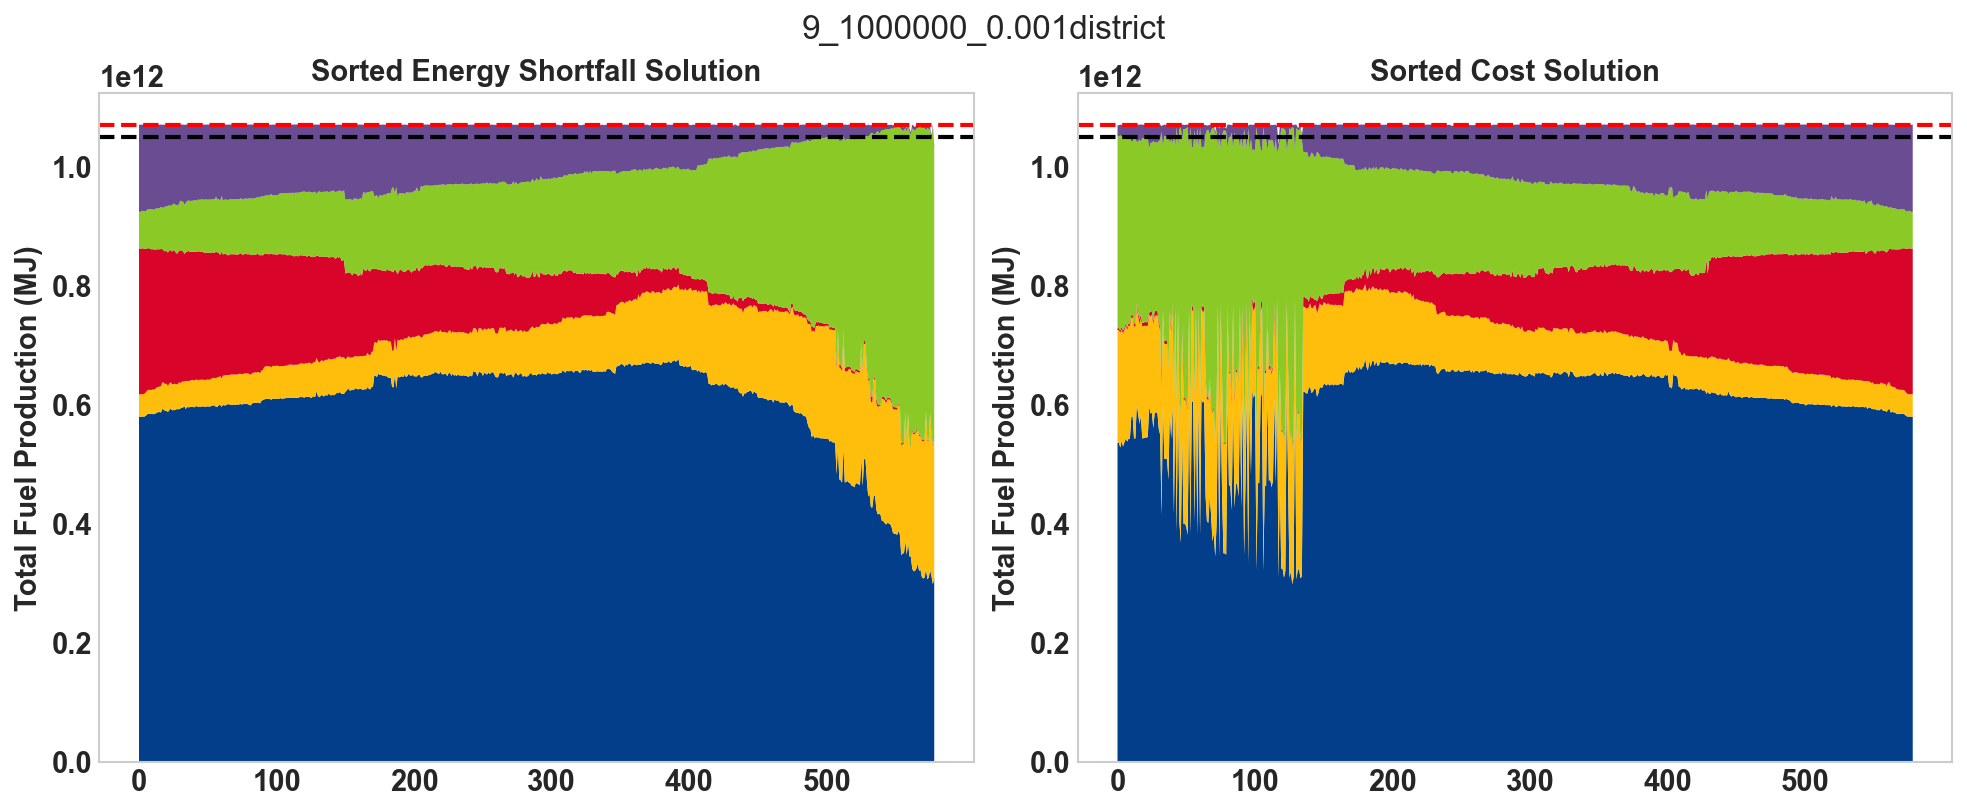 9_1000000_0.001district
Sorted Energy Shortfall Solution
1e12
Total Fuel Production (MJ)
1.0
0.8
0.6
0.4
0.2
0.0
0 100 200 300 400 500
Sorted Cost Solution
1e12
Total Fuel Production (MJ)
1.0
0.8
0.6
0.4
0.2
0.0
0 100 200 300 400 500